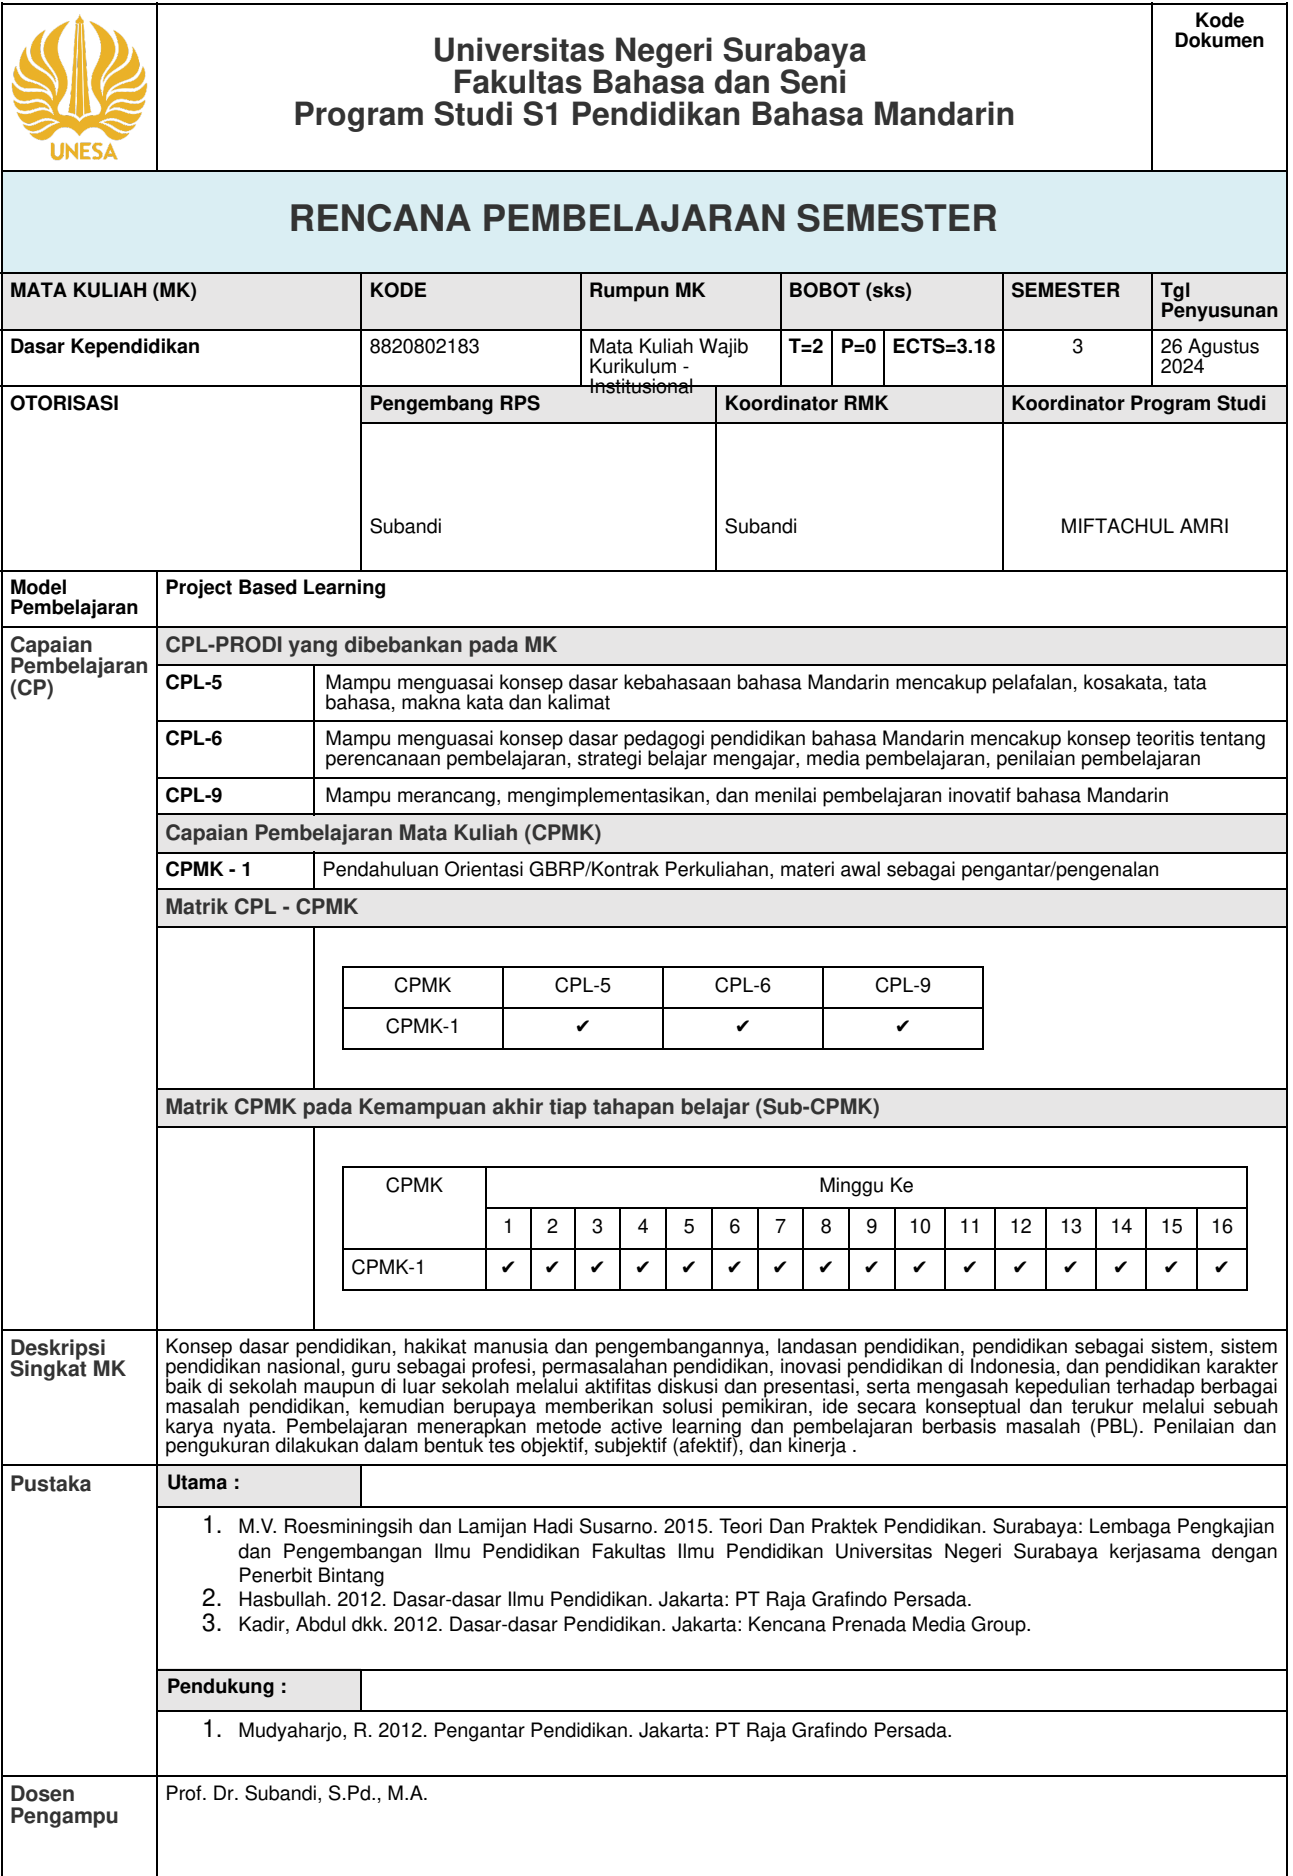 UNESA
Universitas Negeri Surabaya
Fakultas Bahasa dan Seni
Program Studi S1 Pendidikan Bahasa Mandarin
Kode
Dokumen
RENCANA PEMBELAJARAN SEMESTER
MATA KULIAH (MK) KODE Rumpun MK BOBOT (sks) SEMESTER Tgl
Penyusunan
Dasar Kependidikan 8820802183 Mata Kuliah Wajib
Kurikulum -
Institusional
T=2 P=0 ECTS=3.18 3 26 Agustus
2024
OTORISASI Pengembang RPS Koordinator RMK Koordinator Program Studi
Subandi Subandi MIFTACHUL AMRI
Model
Pembelajaran
Project Based Learning
Capaian
Pembelajaran
(CP)
CPL-PRODI yang dibebankan pada MK
CPL-5 Mampu menguasai konsep dasar kebahasaan bahasa Mandarin mencakup pelafalan, kosakata, tata
bahasa, makna kata dan kalimat
CPL-6 Mampu menguasai konsep dasar pedagogi pendidikan bahasa Mandarin mencakup konsep teoritis tentang
perencanaan pembelajaran, strategi belajar mengajar, media pembelajaran, penilaian pembelajaran
CPL-9 Mampu merancang, mengimplementasikan, dan menilai pembelajaran inovatif bahasa Mandarin
Capaian Pembelajaran Mata Kuliah (CPMK)
CPMK - 1 Pendahuluan Orientasi GBRP/Kontrak Perkuliahan, materi awal sebagai pengantar/pengenalan
Matrik CPL - CPMK
CPMK CPL-5 CPL-6 CPL-9
CPMK-1 ✔ ✔ ✔
Matrik CPMK pada Kemampuan akhir tiap tahapan belajar (Sub-CPMK)
CPMK Minggu Ke
1 2 3 4 5 6 7 8 9 10 11 12 13 14 15 16
CPMK-1 ✔ ✔ ✔ ✔ ✔ ✔ ✔ ✔ ✔ ✔ ✔ ✔ ✔ ✔ ✔ ✔
Deskripsi
Singkat MK
Konsep dasar pendidikan, hakikat manusia dan pengembangannya, landasan pendidikan, pendidikan sebagai sistem, sistem
pendidikan nasional, guru sebagai profesi, permasalahan pendidikan, inovasi pendidikan di Indonesia, dan pendidikan karakter
baik di sekolah maupun di luar sekolah melalui aktifitas diskusi dan presentasi, serta mengasah kepedulian terhadap berbagai
masalah pendidikan, kemudian berupaya memberikan solusi pemikiran, ide secara konseptual dan terukur melalui sebuah
karya nyata. Pembelajaran menerapkan metode active learning dan pembelajaran berbasis masalah (PBL). Penilaian dan
pengukuran dilakukan dalam bentuk tes objektif, subjektif (afektif), dan kinerja .
Pustaka
Utama :
1. M.V. Roesminingsih dan Lamijan Hadi Susarno. 2015. Teori Dan Praktek Pendidikan. Surabaya: Lembaga Pengkajian
dan Pengembangan Ilmu Pendidikan Fakultas Ilmu Pendidikan Universitas Negeri Surabaya kerjasama dengan
Penerbit Bintang
2. Hasbullah. 2012. Dasar-dasar Ilmu Pendidikan. Jakarta: PT Raja Grafindo Persada.
3. Kadir, Abdul dkk. 2012. Dasar-dasar Pendidikan. Jakarta: Kencana Prenada Media Group.
Pendukung :
1. Mudyaharjo, R. 2012. Pengantar Pendidikan. Jakarta: PT Raja Grafindo Persada.
Dosen
Pengampu
Prof. Dr. Subandi, S.Pd., M.A.